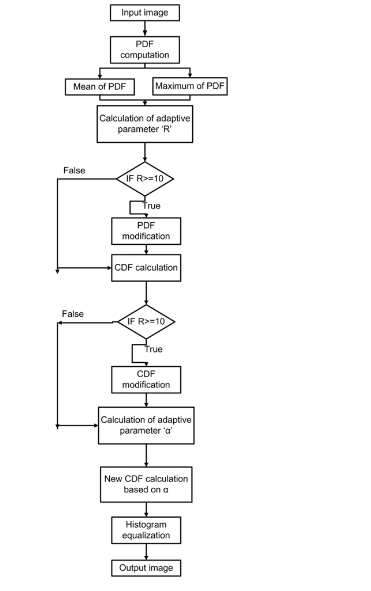 Input image
PDF
computation
Mean of PDF
Maximum of PDF
Calculation of adaptive
parameter 'R'
False
IF R>=10
True
PDF
modification
CDF calculation
False
IF R>=10
True
CDF
modification
Calculation of adaptive
parameter 'α'
New CDF calculation
based on α
Histogram
equalization
Output image